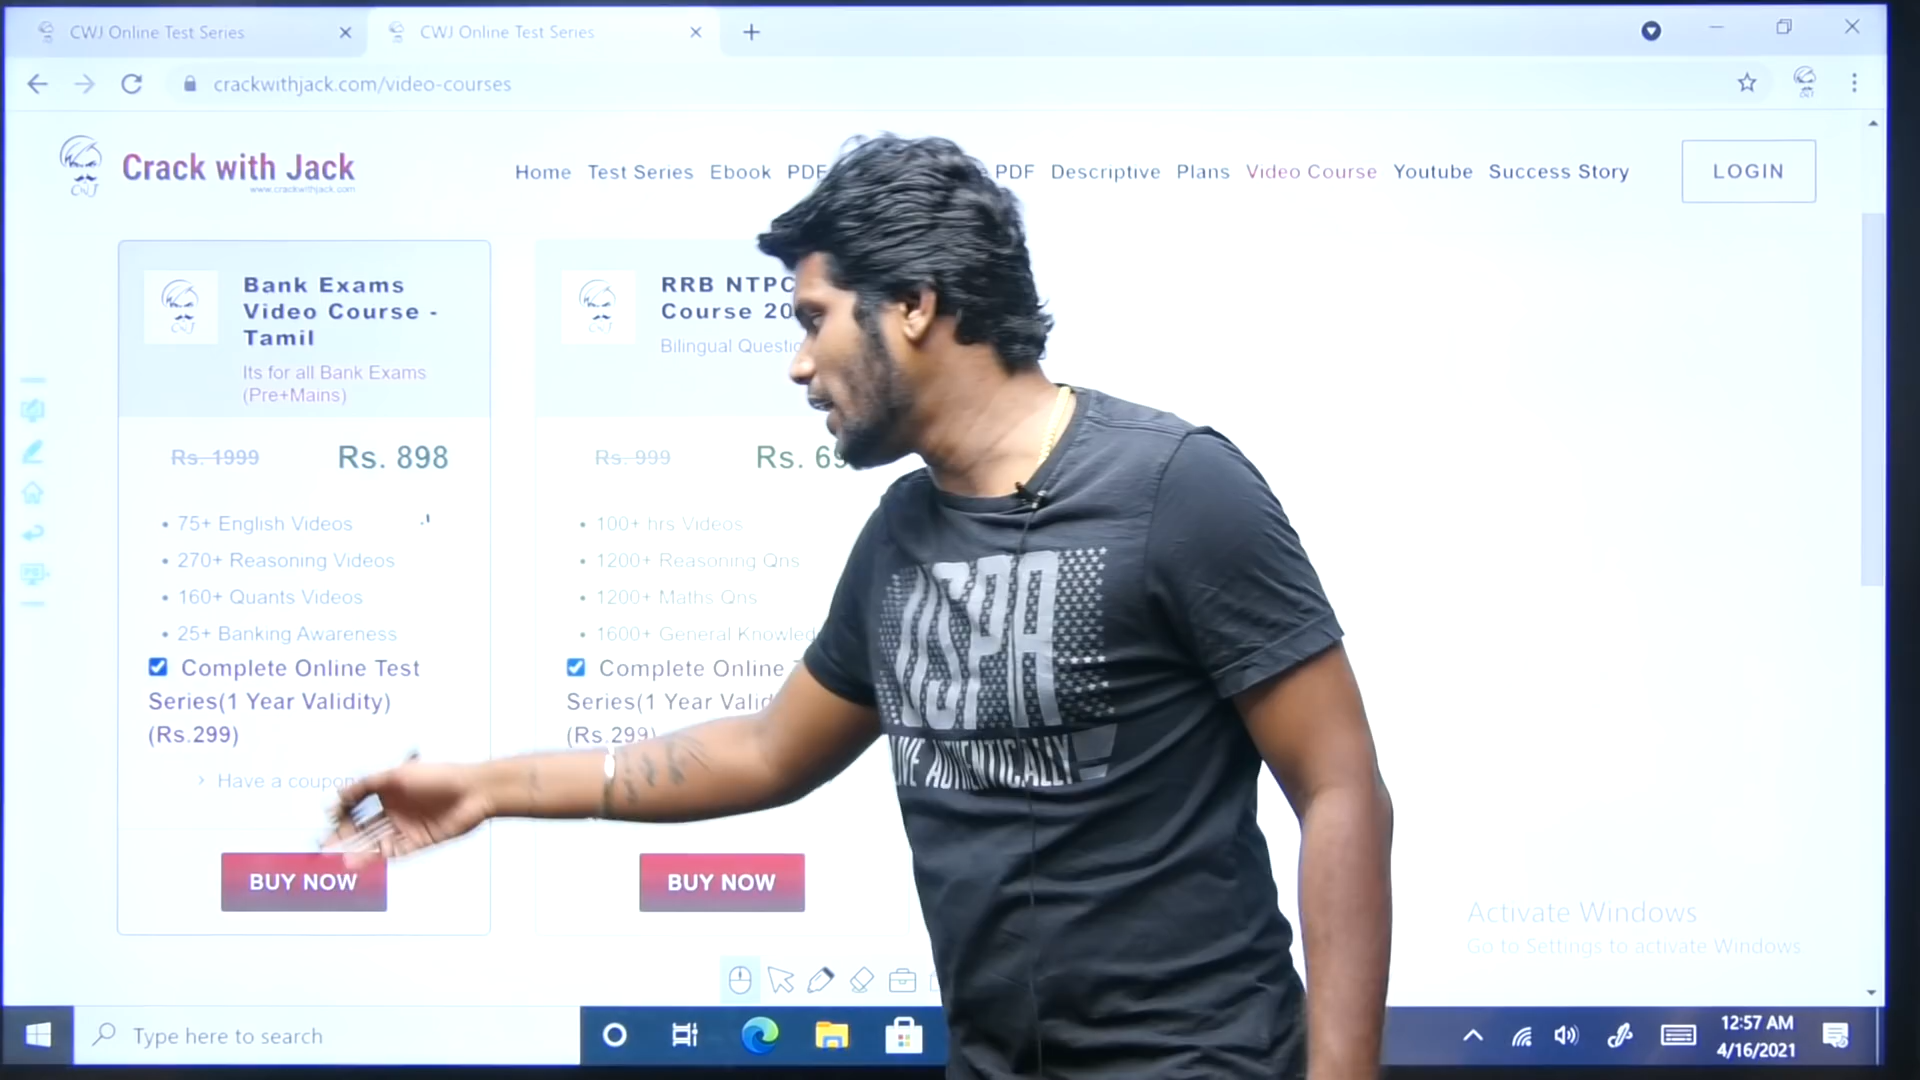 CWJ Online Test Series
CWJ Online Test Series
crackwithjack.com/video-courses
Crack with Jack
www.crackwithjack.com
CWJ
Home Test Series Ebook PDF PDF Descriptive Plans Video Course Youtube Success Story
LOGIN
Bank Exams
Video Course -
Tamil
Its for all Bank Exams
(Pre+Mains)
Rs. 1999 Rs. 898
• 75+ English Videos
• 270+ Reasoning Videos
• 160+ Quants Videos
• 25+ Banking Awareness
Complete Online Test
Series(1 Year Validity)
(Rs.299)
> Have a coupon
BUY NOW
RRB NTPC
Course 20
Bilingual
Rs. 999 Rs.
• 100+ hrs Videos
• 1200+ Reasoning Qns
• 1200+ Maths Qns
• 1600+ General
Complete Online
Series(1 Year
(Rs.299)
BUY NOW
USPA
LIVE AUTHENTICALLY
Activate Windows
Go to Settings to activate Windows
Type here to search
12:57 AM
4/16/2021